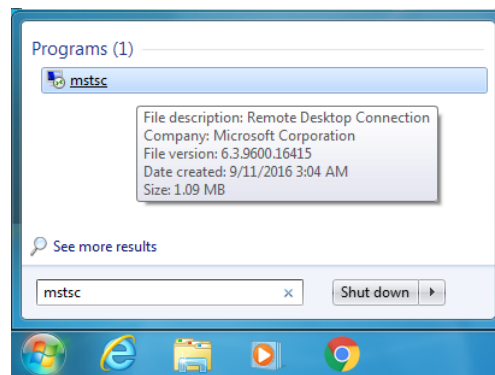 Programs (1)
mstsc
File description: Remote Desktop Connection
Company: Microsoft Corporation
File version: 6.3.9600.16415
Date created: 9/11/2016 3:04 AM
Size: 1.09 MB
See more results
mstsc × Shut down